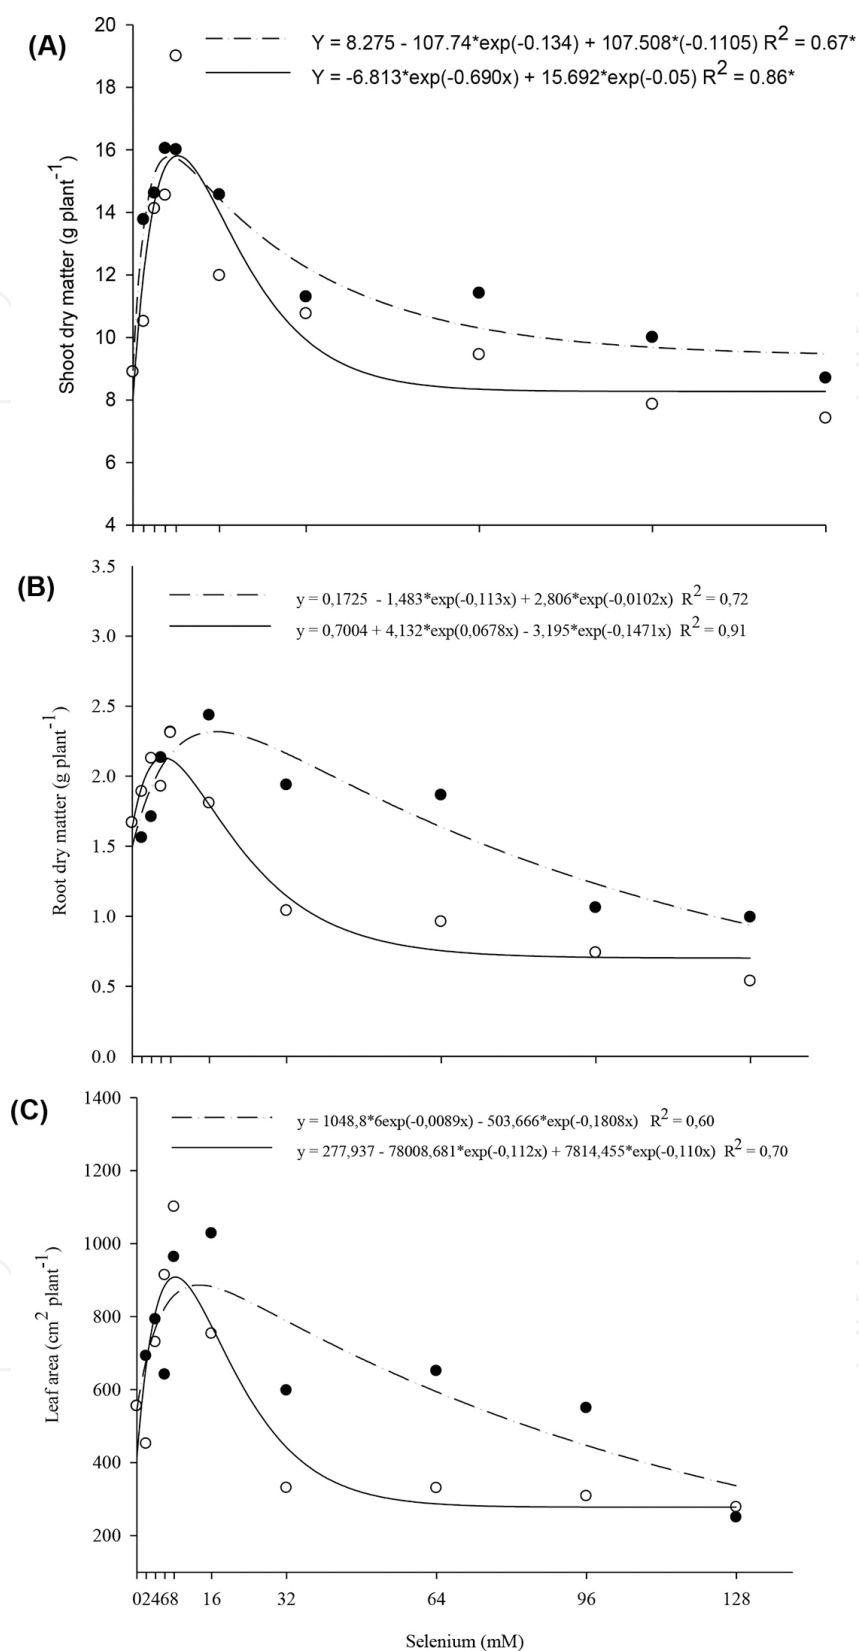 (A)
Y = 8.275 - 107.74*exp(-0.134) + 107.508*(-0.1105) R² = 0.67*
Y = -6.813*exp(-0.690x) + 15.692*exp(-0.05) R² = 0.86*
Shoot dry matter (g plant⁻¹)
20
18
16
14
12
10
8
6
4
(B)
y = 0,1725 - 1,483*exp(-0,113x) + 2,806*exp(-0,0102x) R² = 0,72
y = 0,7004 + 4,132*exp(0,0678x) - 3,195*exp(-0,1471x) R² = 0,91
Root dry matter (g plant⁻¹)
3.5
3.0
2.5
2.0
1.5
1.0
0.5
0.0
(C)
y = 1048,8*6exp(-0,0089x) - 503,666*exp(-0,1808x) R² = 0,60
y = 277,937 - 78008,681*exp(-0,112x) + 7814,455*exp(-0,110x) R² = 0,70
Leaf area (cm² plant⁻¹)
1400
1200
1000
800
600
400
200
0 2 4 6 8 16 32 64 96 128
Selenium (mM)